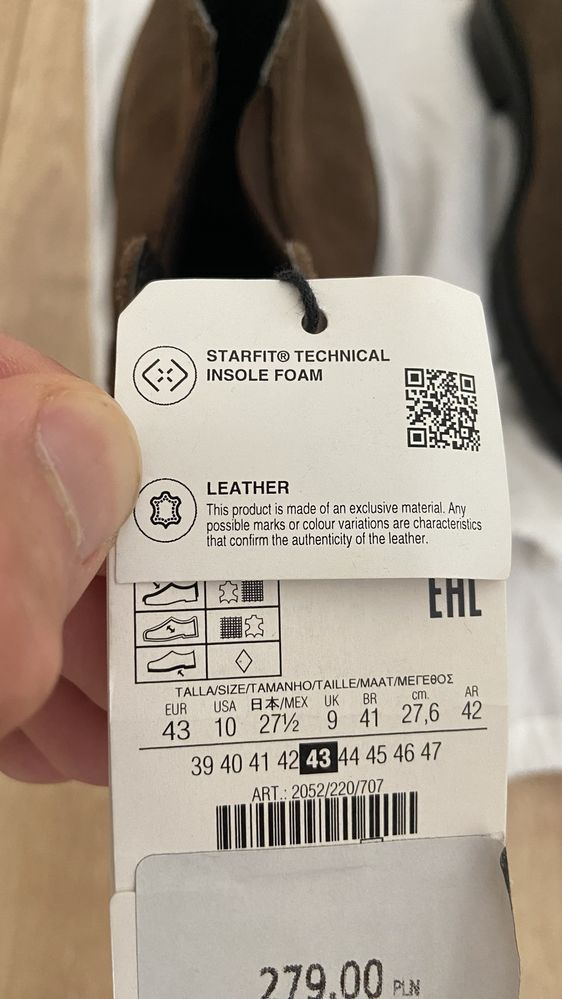 STARFIT® TECHNICAL
INSOLE FOAM
LEATHER
This product is made of an exclusive material. Any
possible marks or colour variations are characteristics
that confirm the authenticity of the leather.
EAC
TALLA/SIZE/TAMANHO/TAILLE/MAAT/ΜΕΓΕΘΟΣ
EUR USA 日本/MEX UK BR cm. AR
43 10 27½ 9 41 27,6 42
39 40 41 42 43 44 45 46 47
ART.: 2052/220/707
279.00 PLN